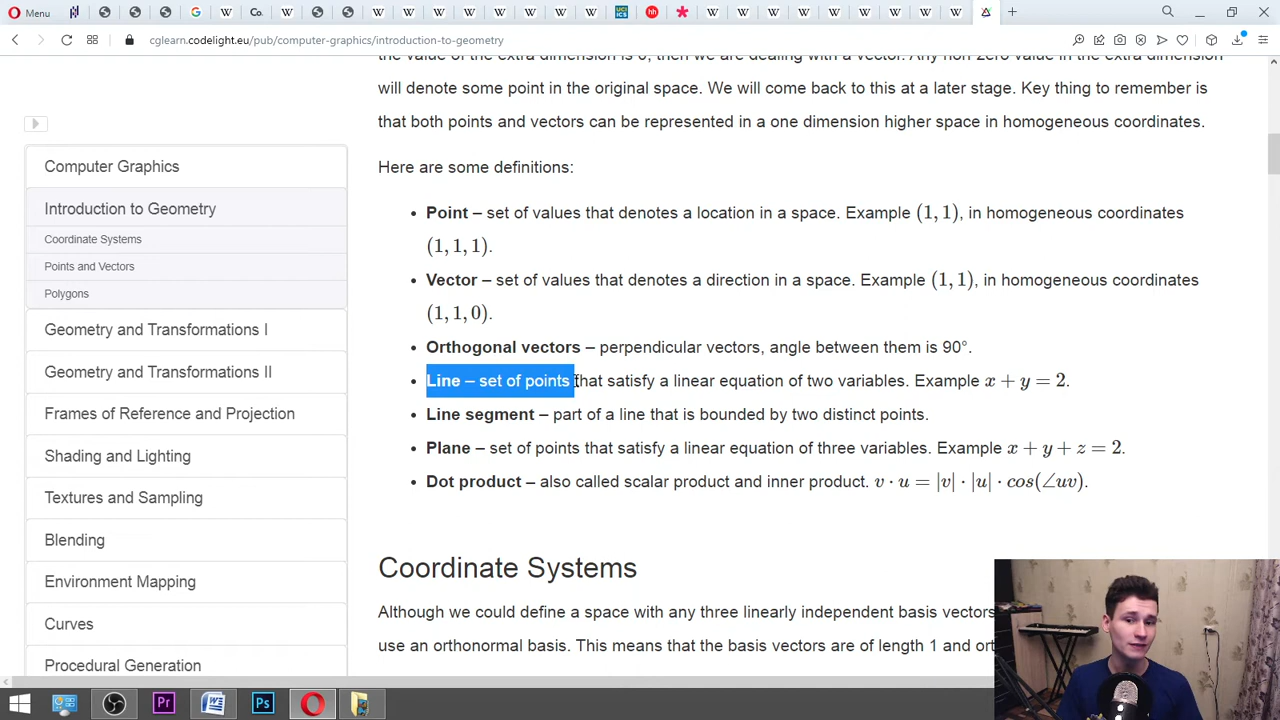 Menu
Co.
UCI
ICS
hh
cglearn.codelight.eu/pub/computer-graphics/introduction-to-geometry
will denote some point in the original space. We will come back to this at a later stage. Key thing to remember is
that both points and vectors can be represented in a one dimension higher space in homogeneous coordinates.
Computer Graphics
Introduction to Geometry
Coordinate Systems
Points and Vectors
Polygons
Geometry and Transformations I
Geometry and Transformations II
Frames of Reference and Projection
Shading and Lighting
Textures and Sampling
Blending
Environment Mapping
Curves
Procedural Generation
Here are some definitions:
• Point – set of values that denotes a location in a space. Example (1, 1), in homogeneous coordinates
(1, 1, 1).
• Vector – set of values that denotes a direction in a space. Example (1, 1), in homogeneous coordinates
(1, 1, 0).
• Orthogonal vectors – perpendicular vectors, angle between them is 90°.
• Line – set of points that satisfy a linear equation of two variables. Example x + y = 2.
• Line segment – part of a line that is bounded by two distinct points.
• Plane – set of points that satisfy a linear equation of three variables. Example x + y + z = 2.
• Dot product – also called scalar product and inner product. v · u = |v| · |u| · cos(∠uv).
Coordinate Systems
Although we could define a space with any three linearly independent basis vectors
use an orthonormal basis. This means that the basis vectors are of length 1 and ort
Pr
Ps